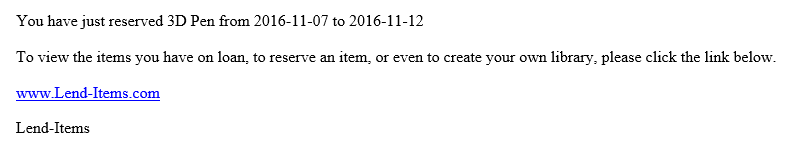 You have just reserved 3D Pen from 2016-11-07 to 2016-11-12
To view the items you have on loan, to reserve an item, or even to create your own library, please click the link below.
www.Lend-Items.com
Lend-Items